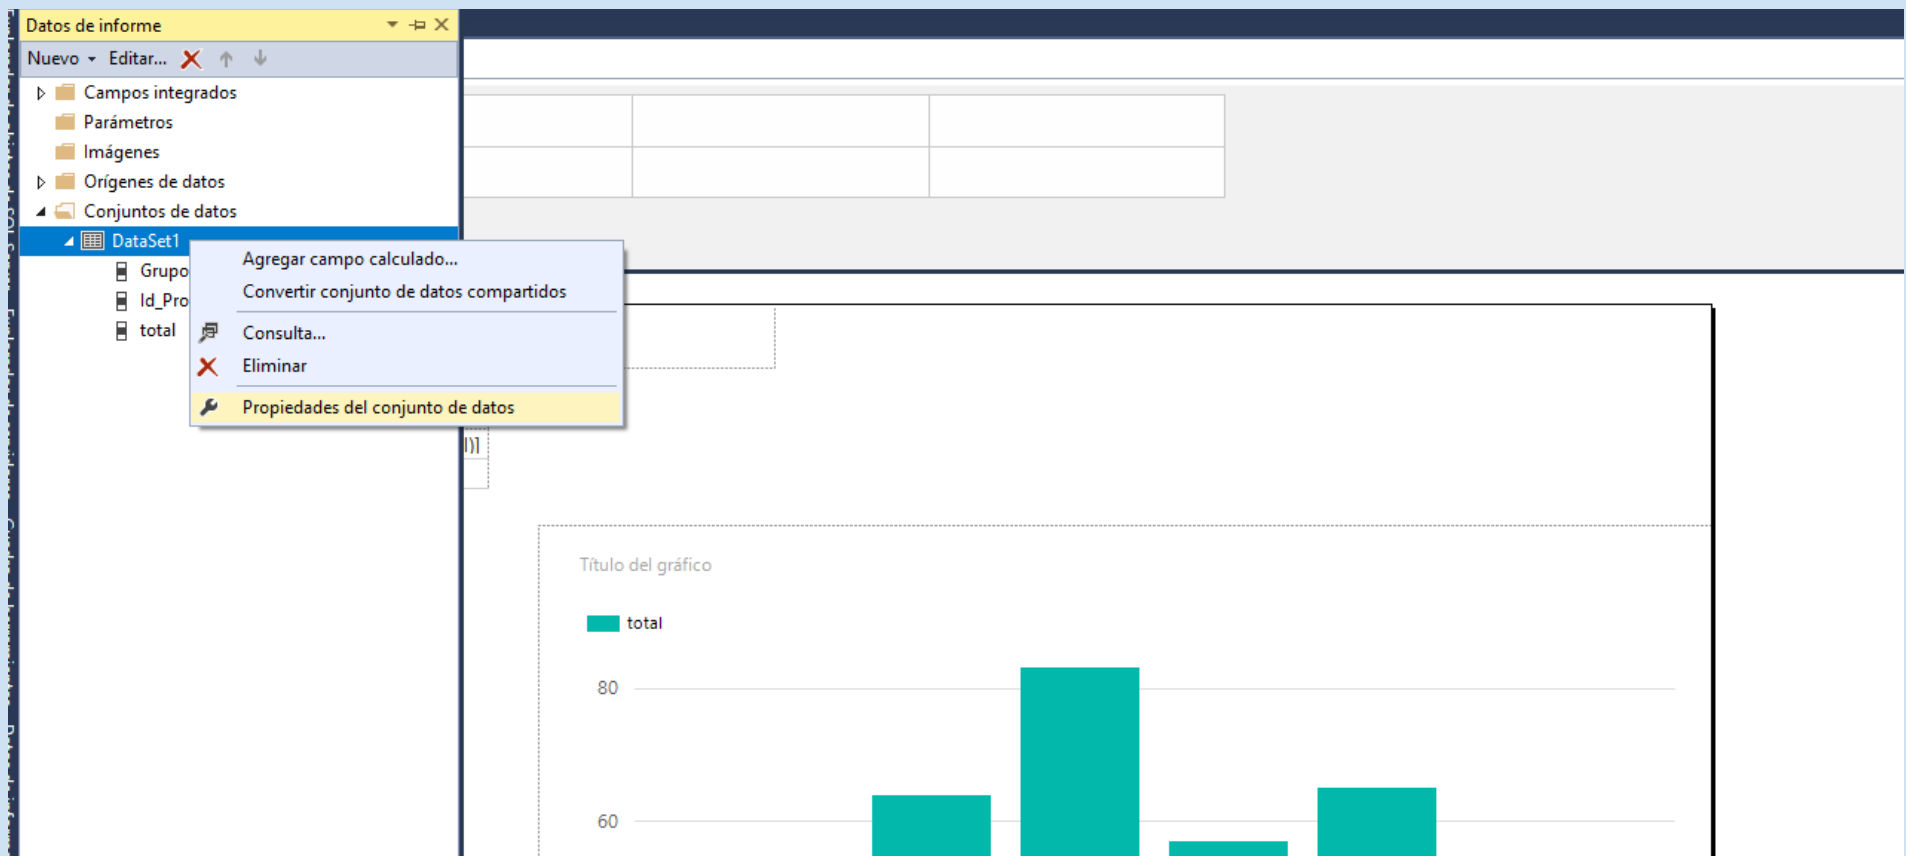 Datos de informe
Nuevo Editar...
Campos integrados
Parámetros
Imágenes
Orígenes de datos
Conjuntos de datos
DataSet1
Grupo
Id_Pro
total
Agregar campo calculado...
Convertir conjunto de datos compartidos
Consulta...
Eliminar
Propiedades del conjunto de datos
l)]
Título del gráfico
total
80
60